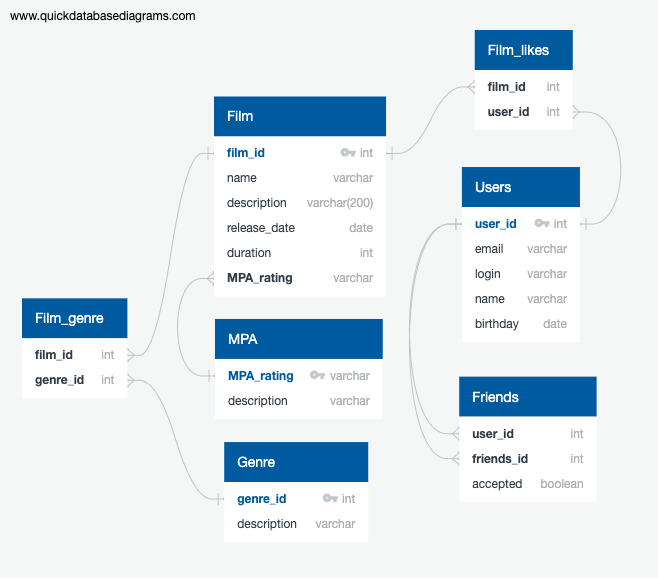 www.quickdatabasediagrams.com
Film_likes
film_id int
user_id int
Film
film_id int
name varchar
description varchar(200)
release_date date
duration int
MPA_rating varchar
Users
user_id int
email varchar
login varchar
name varchar
birthday date
Film_genre
film_id int
genre_id int
MPA
MPA_rating varchar
description varchar
Friends
user_id int
friends_id int
accepted boolean
Genre
genre_id int
description varchar